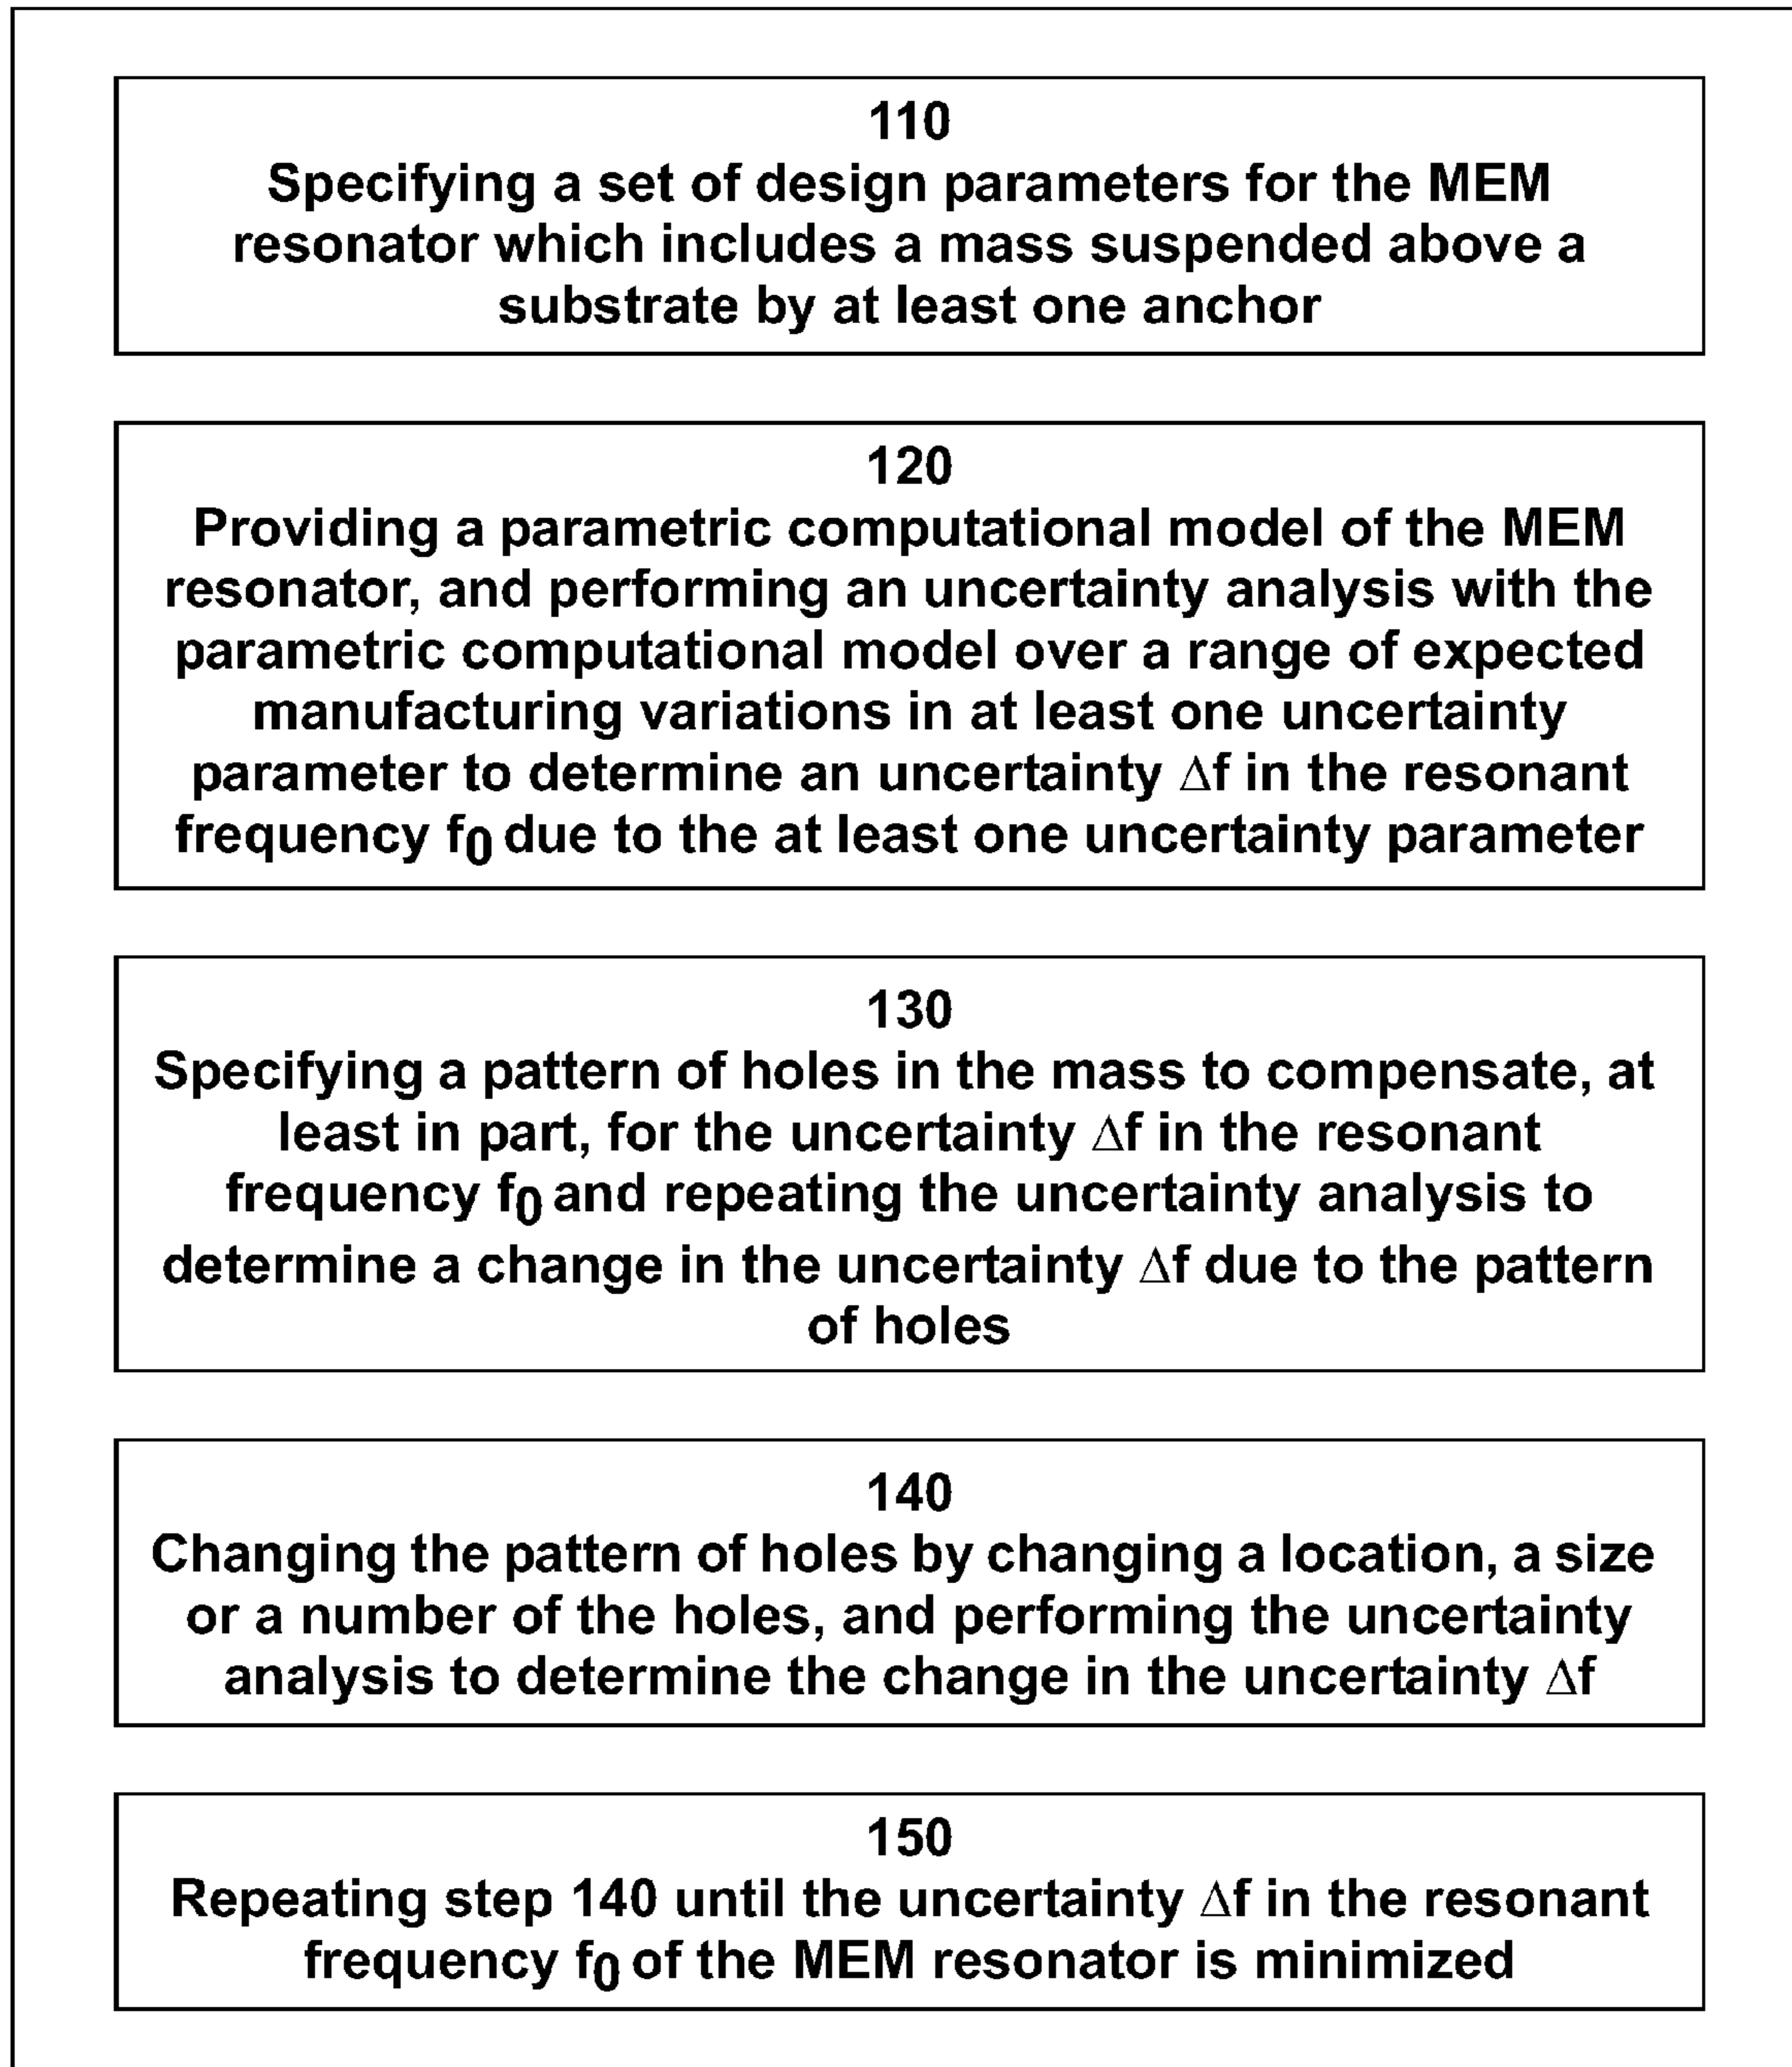 110
Specifying a set of design parameters for the MEM
resonator which includes a mass suspended above a
substrate by at least one anchor
120
Providing a parametric computational model of the MEM
resonator, and performing an uncertainty analysis with the
parametric computational model over a range of expected
manufacturing variations in at least one uncertainty
parameter to determine an uncertainty Δf in the resonant
frequency f0 due to the at least one uncertainty parameter
130
Specifying a pattern of holes in the mass to compensate, at
least in part, for the uncertainty Δf in the resonant
frequency f0 and repeating the uncertainty analysis to
determine a change in the uncertainty Δf due to the pattern
of holes
140
Changing the pattern of holes by changing a location, a size
or a number of the holes, and performing the uncertainty
analysis to determine the change in the uncertainty Δf
150
Repeating step 140 until the uncertainty Δf in the resonant
frequency f0 of the MEM resonator is minimized